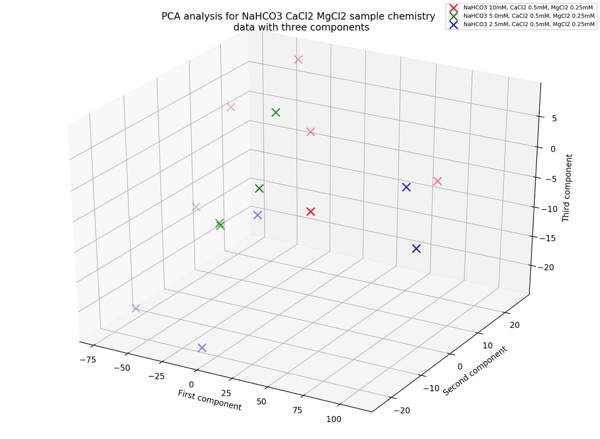 PCA analysis for NaHCO3 CaCl2 MgCl2 sample chemistry
data with three components
NaHCO3 10mM, CaCl2 0.5mM, MgCl2 0.25mM
NaHCO3 5.0mM, CaCl2 0.5mM, MgCl2 0.25mM
NaHCO3 2.5mM, CaCl2 0.5mM, MgCl2 0.25mM
5
0
−5
−10
−15
−20
Third component
20
10
0
−10
−20
Second component
−75
−50
−25
0
25
50
75
100
First component